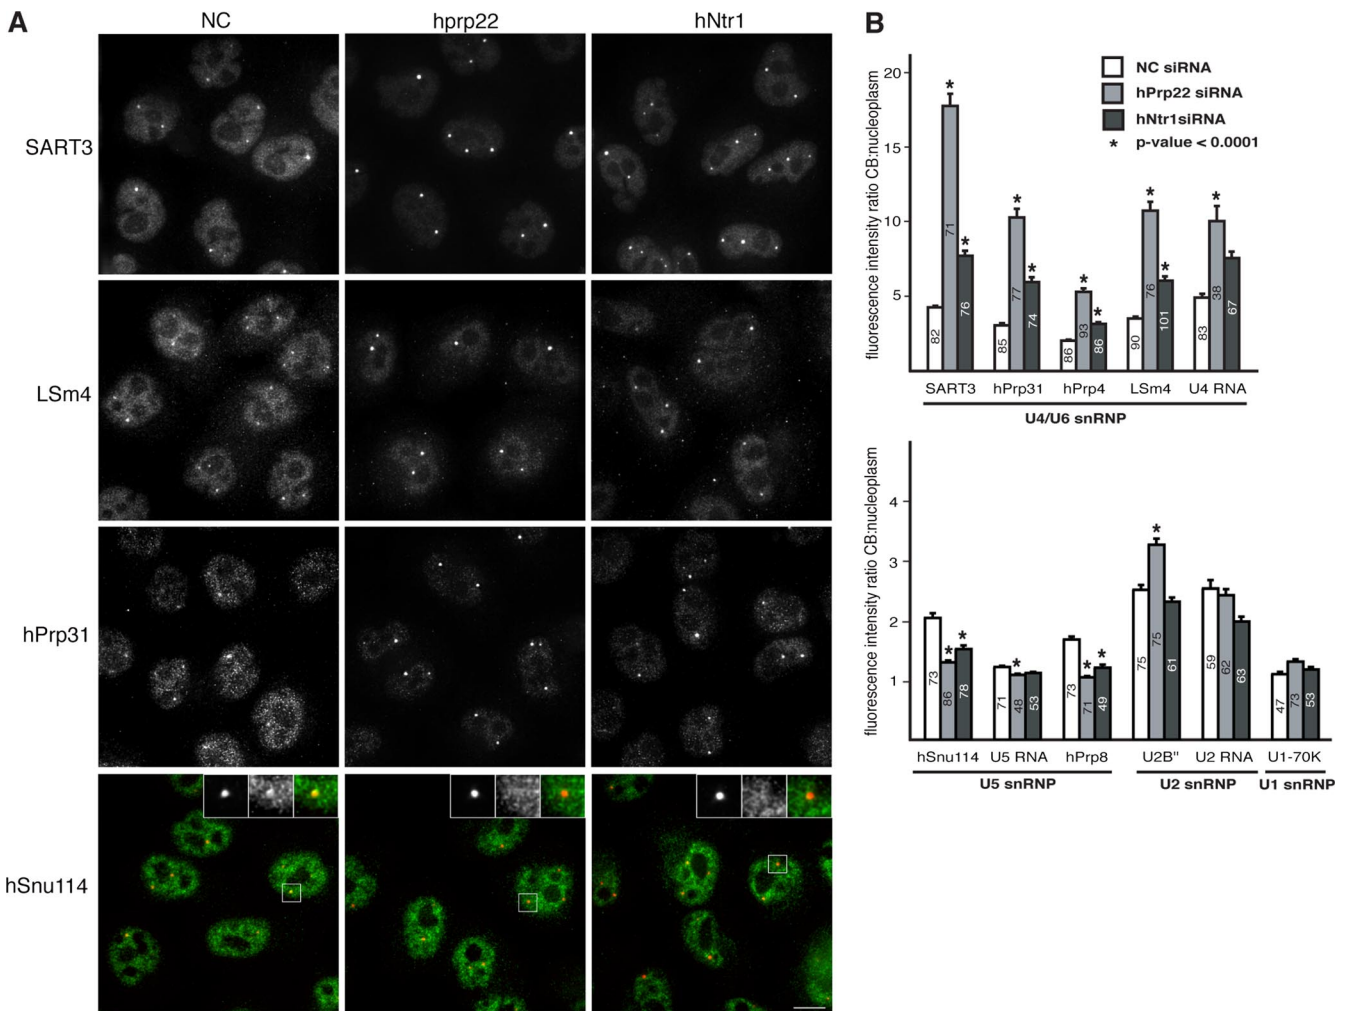 A
NC
hprp22
hNtr1
SART3
LSm4
hPrp31
hSnu114
B
fluorescence intensity ratio CB:nucleoplasm
20
15
10
5
NC siRNA
hPrp22 siRNA
hNtr1siRNA
* p-value < 0.0001
* * * * * * * * *
82 71 76 85 77 74 86 93 86 90 76 101 83 38 67
SART3 hPrp31 hPrp4 LSm4 U4 RNA
U4/U6 snRNP
fluorescence intensity ratio CB:nucleoplasm
4
3
2
1
* * * * * *
73 86 78 71 48 53 73 71 49 75 75 61 59 62 63 47 73 53
hSnu114 U5 RNA hPrp8 U2B" U2 RNA U1-70K
U5 snRNP U2 snRNP U1 snRNP